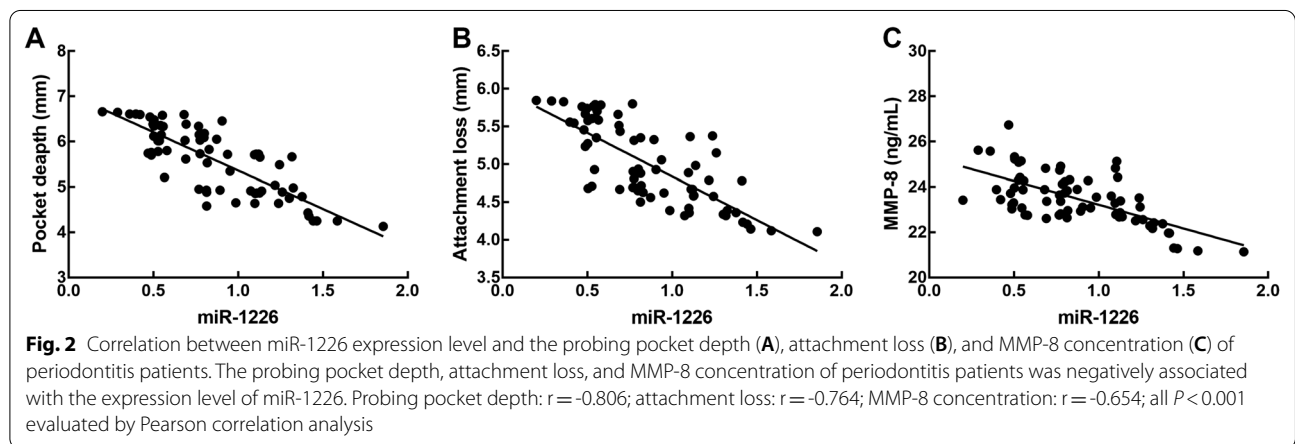 A
B
C
Pocket deapth (mm)
8
7
6
5
4
3
0.0 0.5 1.0 1.5 2.0
miR-1226
Attachment loss (mm)
6.5
6.0
5.5
5.0
4.5
4.0
3.5
0.0 0.5 1.0 1.5 2.0
miR-1226
MMP-8 (ng/mL)
30
28
26
24
22
20
0.0 0.5 1.0 1.5 2.0
miR-1226
Fig. 2 Correlation between miR-1226 expression level and the probing pocket depth (A), attachment loss (B), and MMP-8 concentration (C) of
periodontitis patients. The probing pocket depth, attachment loss, and MMP-8 concentration of periodontitis patients was negatively associated
with the expression level of miR-1226. Probing pocket depth: r = -0.806; attachment loss: r = -0.764; MMP-8 concentration: r = -0.654; all P < 0.001
evaluated by Pearson correlation analysis